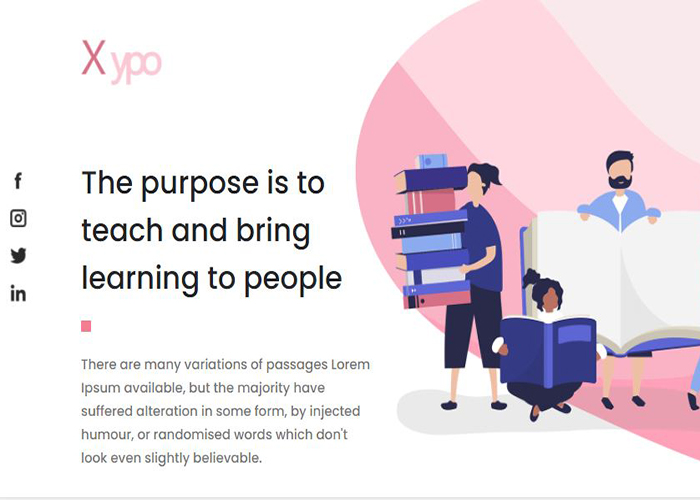 Xypo
The purpose is to
teach and bring
learning to people
There are many variations of passages Lorem
Ipsum available, but the majority have
suffered alteration in some form, by injected
humour, or randomised words which don't
look even slightly believable.